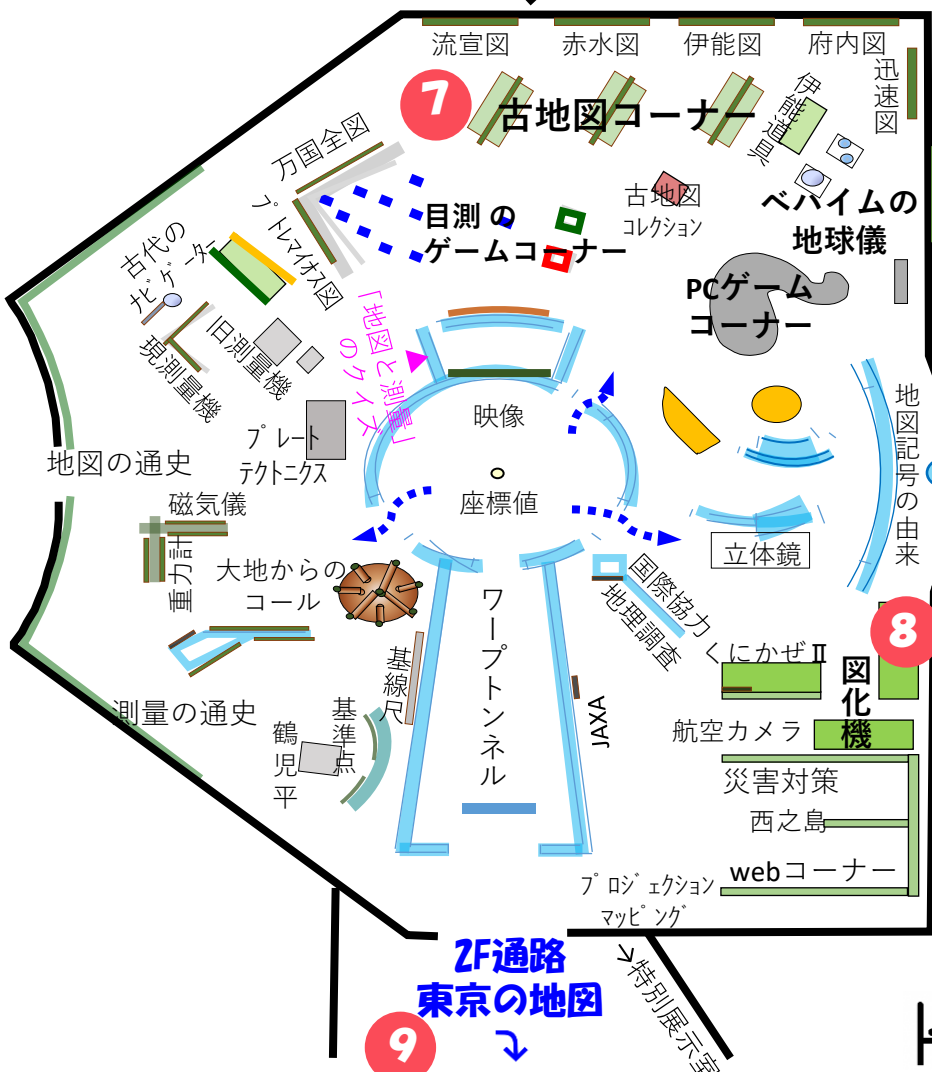 流宣図
赤水図
伊能図
府内図
迅速図
7
古地図コーナー
伊能道具
万国全図
プトレマイオス図
目測の
ゲームコーナー
古地図
コレクション
ベハイムの
地球儀
古代の
ナビゲーター
PCゲーム
コーナー
現測量機
旧測量機
「地図と測量」
のクイズ
映像
地図記号の由来
プレート
テクトニクス
地図の通史
座標値
磁気儀
重力計
立体鏡
大地からの
コール
ワープトンネル
国際協力
地理調査
8
くにかぜⅡ
図化機
基線尺
測量の通史
基準点
鶴児平
JAXA
航空カメラ
災害対策
西之島
webコーナー
プロジェクション
マッピング
2F通路
東京の地図
→特別展示室
9